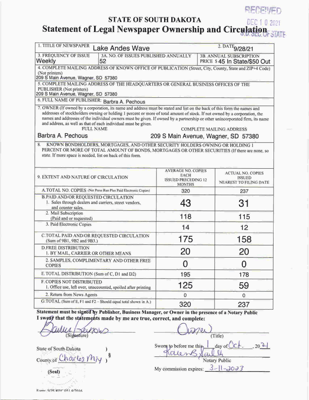 RECEIVED
DEC 10 2021
STATE OF SOUTH DAKOTA
Statement of Legal Newspaper Ownership and Circulation
1. TITLE OF NEWSPAPER Lake Andes Wave 2. DATE 9/28/21
3. FREQUENCY OF ISSUE 3A. NO. OF ISSUES PUBLISHED ANNUALLY 3B. ANNUAL SUBSCRIPTION
Weekly 52 PRICE $45 In State/$50 Out
4. COMPLETE MAILING ADDRESS OF KNOWN OFFICE OF PUBLICATION (Street, City, County, State and ZIP+4 Code)
(Not printers)
209 S Main Avenue, Wagner, SD 57380
5. COMPLETE MAILING ADDRESS OF THE HEADQUARTERS OR GENERAL BUSINESS OFFICES OF THE
PUBLISHER (Not printers)
209 S Main Avenue, Wagner, SD 57380
6. FULL NAME OF PUBLISHER: Barbra A. Pechous
7. OWNER (If owned by a corporation, its name and address must be stated and list on the back of this form the names and
addresses of stockholders owning or holding 1 percent or more of total amount of stock. If not owned by a corporation, the
names and addresses of the individual owners must be given. If owned by a partnership or other unincorporated firm, its name
and address, as well as that of each individual must be given.
FULL NAME COMPLETE MAILING ADDRESS
Barbra A. Pechous 209 S Main Avenue, Wagner, SD 57380
8. KNOWN BONDHOLDERS, MORTGAGES, AND OTHER SECURITY HOLDERS OWNING OR HOLDING 1
PERCENT OR MORE OF TOTAL AMOUNT OF BONDS, MORTGAGES OR OTHER SECURITIES (If there are none, so
state. If more space is needed, list on back of this form.
9. EXTENT AND NATURE OF CIRCULATION
AVERAGE NO. COPIES
EACH
ISSUED PRECEDING 12
MONTHS
ACTUAL NO. COPIES
ISSUED
NEAREST TO FILING DATE
A. TOTAL NO. COPIES (Net Press Run Plus Paid Electronic Copies) 320 237
B. PAID AND/OR REQUESTED CIRCULATION
1. Sales through dealers and carriers, street vendors,
and counter sales. 43 31
2. Mail Subscription
(Paid and/or requested) 118 115
3. Paid Electronic Copies 14 12
C. TOTAL PAID AND/OR REQUESTED CIRCULATION
(Sum of 9B1, 9B2 and 9B3.) 175 158
D. FREE DISTRIBUTION
1. BY MAIL, CARRIER OR OTHER MEANS 20 20
2. SAMPLES, COMPLIMENTARY AND OTHER FREE
COPIES 0 0
E. TOTAL DISTRIBUTION (Sum of C, D1 and D2) 195 178
F. COPIES NOT DISTRIBUTED
1. Office use, left over, unaccounted, spoiled after printing 125 59
2. Return from News Agents 0 0
G. TOTAL (Sum of E, F1 and F2 - Should equal total shown in A.) 320 237
Statement must be signed by Publisher, Business Manager, or Owner in the presence of a Notary Public
I swear that the statements made by me are true, correct, and complete:
Owner
(Signature) (Title)
State of South Dakota Sworn to before me this 1 day of Oct 2021
County of Charles Mix
Notary Public
(Seal) My commission expires: